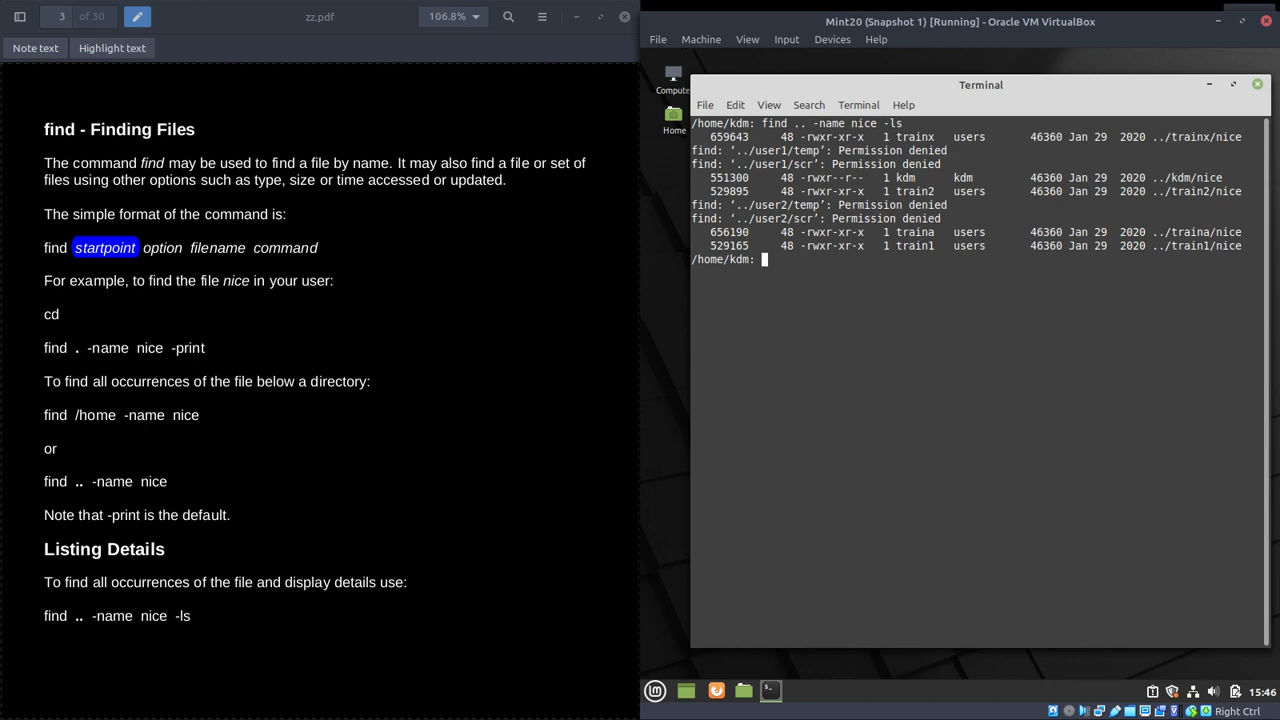 3 of 30
zz.pdf
106.8%
Note text
Highlight text
find - Finding Files
The command find may be used to find a file by name. It may also find a file or set of
files using other options such as type, size or time accessed or updated.
The simple format of the command is:
find startpoint option filename command
For example, to find the file nice in your user:
cd
find . -name nice -print
To find all occurrences of the file below a directory:
find /home -name nice
or
find .. -name nice
Note that -print is the default.
Listing Details
To find all occurrences of the file and display details use:
find .. -name nice -ls
Mint20 (Snapshot 1) [Running] - Oracle VM VirtualBox
File Machine View Input Devices Help
Compute
Home
Terminal
File Edit View Search Terminal Help
/home/kdm: find .. -name nice -ls
659643 48 -rwxr-xr-x 1 trainx users 46360 Jan 29 2020 ../trainx/nice
find: ‘../user1/temp’: Permission denied
find: ‘../user1/scr’: Permission denied
551300 48 -rwxr--r-- 1 kdm kdm 46360 Jan 29 2020 ../kdm/nice
529895 48 -rwxr-xr-x 1 train2 users 46360 Jan 29 2020 ../train2/nice
find: ‘../user2/temp’: Permission denied
find: ‘../user2/scr’: Permission denied
656190 48 -rwxr-xr-x 1 traina users 46360 Jan 29 2020 ../traina/nice
529165 48 -rwxr-xr-x 1 train1 users 46360 Jan 29 2020 ../train1/nice
/home/kdm:
15:46
Right Ctrl